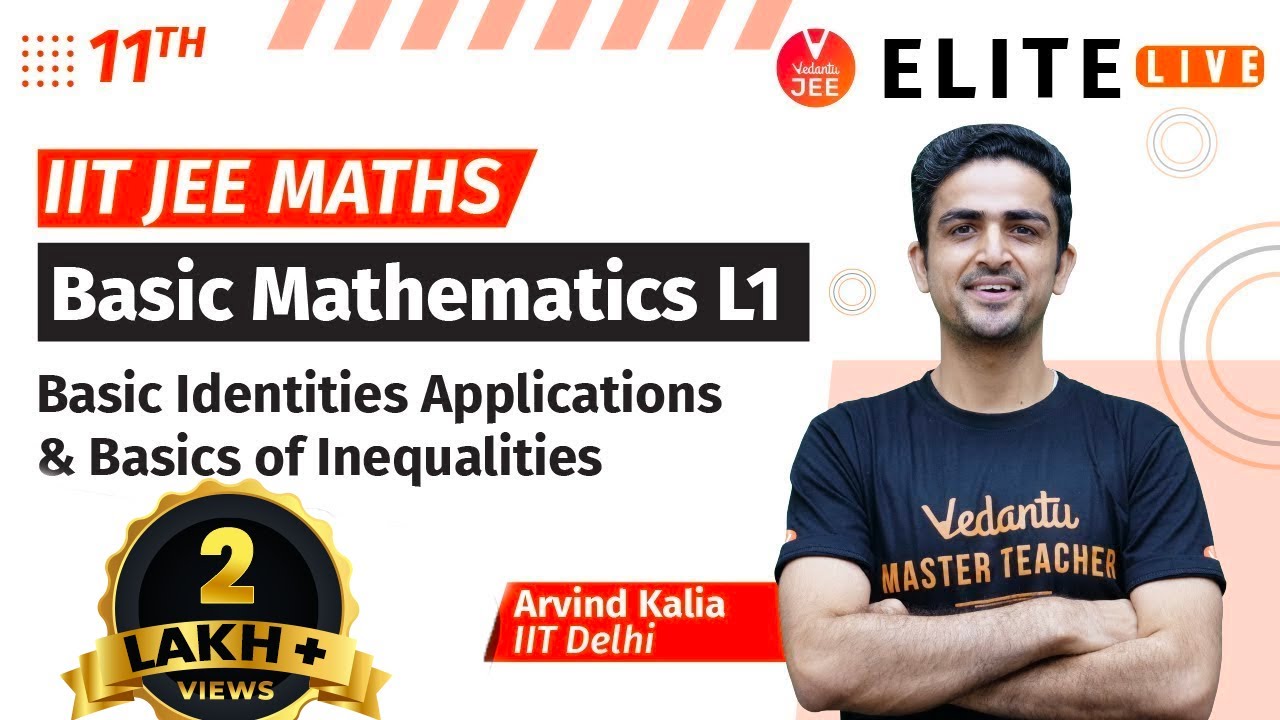 11TH
Vedantu
JEE
ELITE LIVE
IIT JEE MATHS
Basic Mathematics L1
Basic Identities Applications
& Basics of Inequalities
2
LAKH +
VIEWS
Arvind Kalia
IIT Delhi
Vedantu
MASTER TEACHER